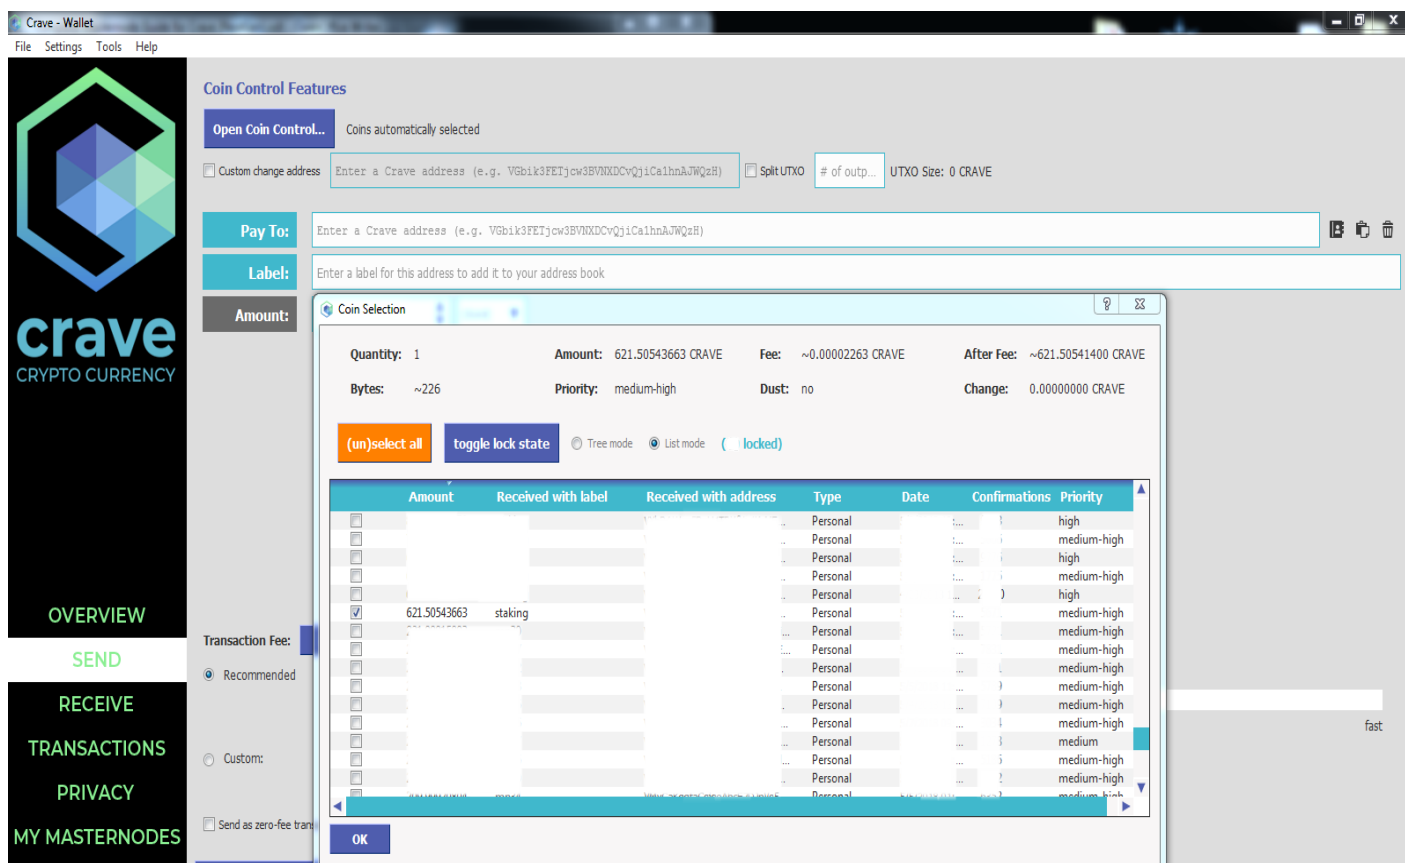 Crave - Wallet
File Settings Tools Help
Coin Control Features
Open Coin Control... Coins automatically selected
Custom change address Enter a Crave address (e.g. VGbik3FETjcw3BVNXDCvQjiCa1hnAJWQzH) Split UTXO # of outp... UTXO Size: 0 CRAVE
Pay To: Enter a Crave address (e.g. VGbik3FETjcw3BVNXDCvQjiCa1hnAJWQzH)
Label: Enter a label for this address to add it to your address book
Amount:
crave
CRYPTO CURRENCY
OVERVIEW
SEND
RECEIVE
TRANSACTIONS
PRIVACY
MY MASTERNODES
Coin Selection
Quantity: 1 Amount: 621.50543663 CRAVE Fee: ~0.00002263 CRAVE After Fee: ~621.50541400 CRAVE
Bytes: ~226 Priority: medium-high Dust: no Change: 0.00000000 CRAVE
(un)select all toggle lock state Tree mode List mode ( locked)
Amount Received with label Received with address Type Date Confirmations Priority
Personal high
Personal medium-high
Personal high
Personal medium-high
Personal high
621.50543663 staking Personal medium-high
Personal medium-high
Personal medium-high
Personal medium-high
Personal medium-high
Personal medium-high
Personal medium-high
Personal medium
Personal medium-high
Personal medium-high
Personal medium-high
OK
Transaction Fee:
Recommended
fast
Custom:
Send as zero-fee